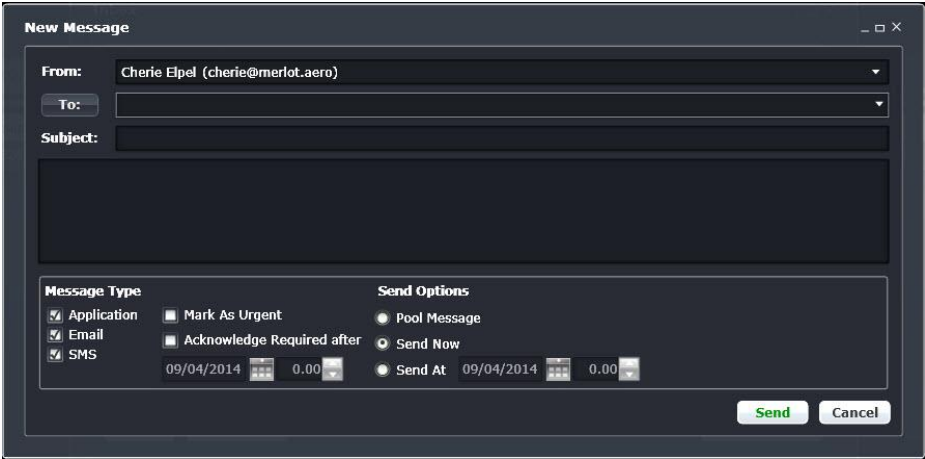 New Message
From: Cherie Elpel (cherie@merlot.aero)
To:
Subject:
Message Type Send Options
Application Mark As Urgent Pool Message
Email Acknowledge Required after Send Now
SMS
09/04/2014 0.00 Send At 09/04/2014 0.00
Send Cancel